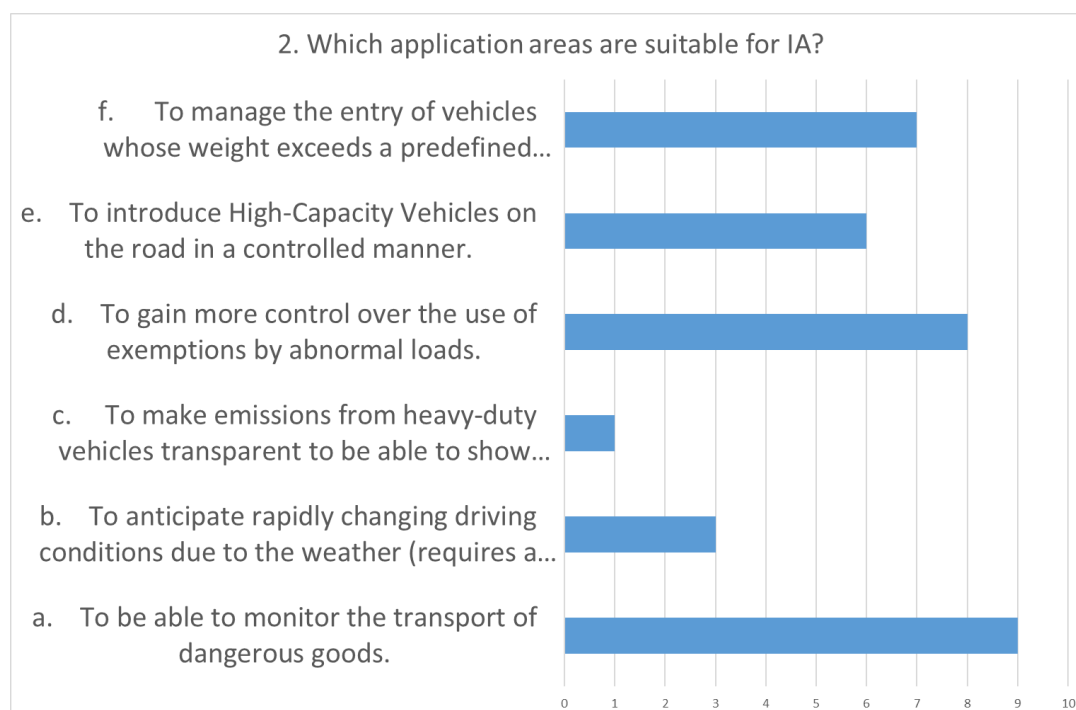 2. Which application areas are suitable for IA?
f. To manage the entry of vehicles
whose weight exceeds a predefined...
e. To introduce High-Capacity Vehicles on
the road in a controlled manner.
d. To gain more control over the use of
exemptions by abnormal loads.
c. To make emissions from heavy-duty
vehicles transparent to be able to show...
b. To anticipate rapidly changing driving
conditions due to the weather (requires a...
a. To be able to monitor the transport of
dangerous goods.
0 1 2 3 4 5 6 7 8 9 10